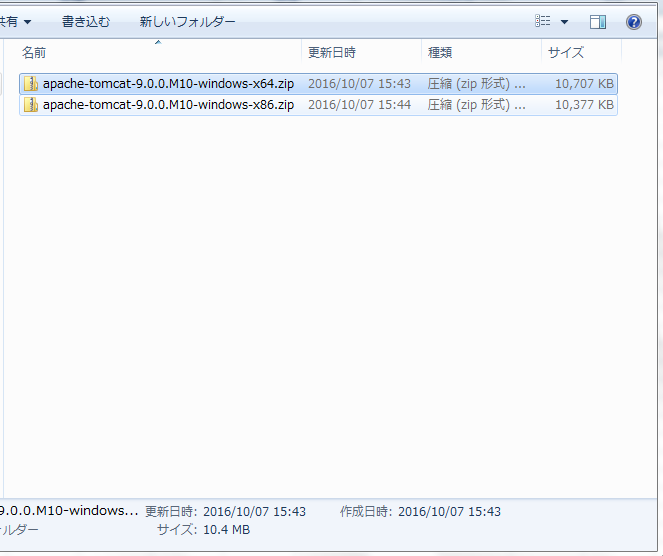 共有 書き込む 新しいフォルダー
名前 更新日時 種類 サイズ
apache-tomcat-9.0.0.M10-windows-x64.zip 2016/10/07 15:43 圧縮 (zip 形式) ... 10,707 KB
apache-tomcat-9.0.0.M10-windows-x86.zip 2016/10/07 15:44 圧縮 (zip 形式) ... 10,377 KB
9.0.0.M10-windows... 更新日時: 2016/10/07 15:43 作成日時: 2016/10/07 15:43
ルダー サイズ: 10.4 MB